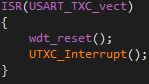 ISR(USART_TXC_vect)
{
    wdt_reset();
    UTXC_Interrupt();
}